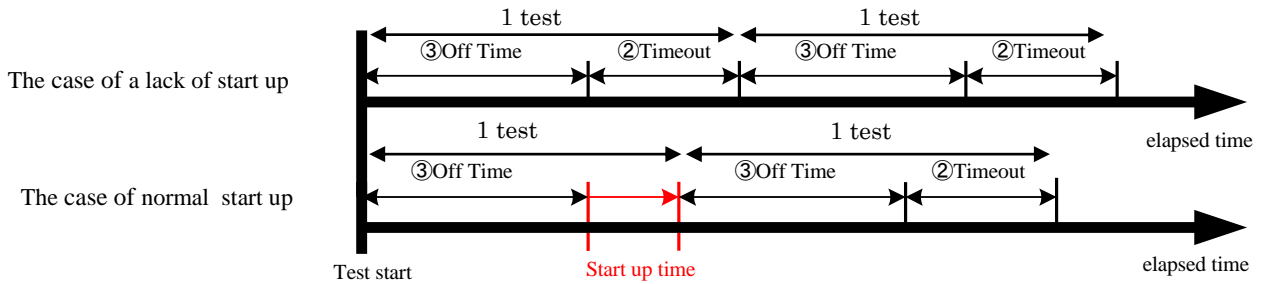 1 test
1 test
③Off Time
②Timeout
③Off Time
②Timeout
The case of a lack of start up
elapsed time
1 test
1 test
③Off Time
③Off Time
②Timeout
The case of normal start up
Test start
Start up time
elapsed time